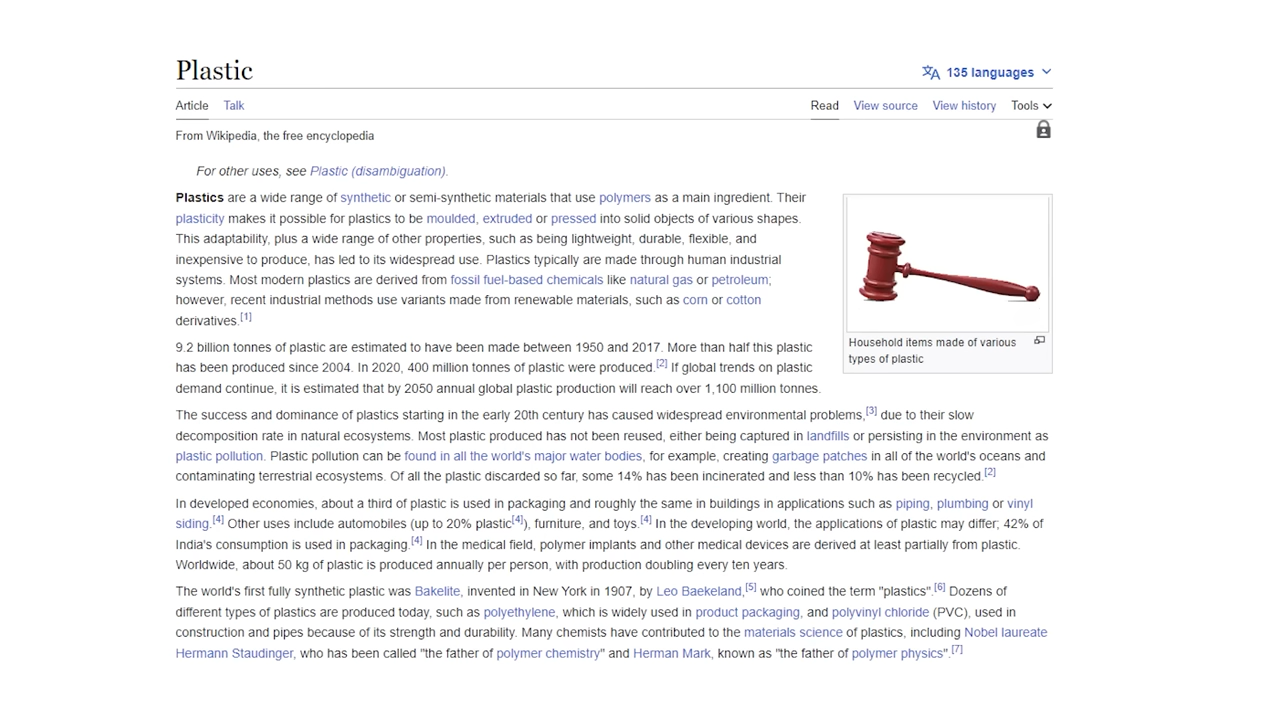 Plastic
135 languages
Article Talk
Read View source View history Tools
From Wikipedia, the free encyclopedia
For other uses, see Plastic (disambiguation).
Plastics are a wide range of synthetic or semi-synthetic materials that use polymers as a main ingredient. Their
plasticity makes it possible for plastics to be moulded, extruded or pressed into solid objects of various shapes.
This adaptability, plus a wide range of other properties, such as being lightweight, durable, flexible, and
inexpensive to produce, has led to its widespread use. Plastics typically are made through human industrial
systems. Most modern plastics are derived from fossil fuel-based chemicals like natural gas or petroleum;
however, recent industrial methods use variants made from renewable materials, such as corn or cotton
derivatives.[1]
Household items made of various
types of plastic
9.2 billion tonnes of plastic are estimated to have been made between 1950 and 2017. More than half this plastic
has been produced since 2004. In 2020, 400 million tonnes of plastic were produced.[2] If global trends on plastic
demand continue, it is estimated that by 2050 annual global plastic production will reach over 1,100 million tonnes.
The success and dominance of plastics starting in the early 20th century has caused widespread environmental problems,[3] due to their slow
decomposition rate in natural ecosystems. Most plastic produced has not been reused, either being captured in landfills or persisting in the environment as
plastic pollution. Plastic pollution can be found in all the world's major water bodies, for example, creating garbage patches in all of the world's oceans and
contaminating terrestrial ecosystems. Of all the plastic discarded so far, some 14% has been incinerated and less than 10% has been recycled.[2]
In developed economies, about a third of plastic is used in packaging and roughly the same in buildings in applications such as piping, plumbing or vinyl
siding.[4] Other uses include automobiles (up to 20% plastic[4]), furniture, and toys.[4] In the developing world, the applications of plastic may differ; 42% of
India's consumption is used in packaging.[4] In the medical field, polymer implants and other medical devices are derived at least partially from plastic.
Worldwide, about 50 kg of plastic is produced annually per person, with production doubling every ten years.
The world's first fully synthetic plastic was Bakelite, invented in New York in 1907, by Leo Baekeland,[5] who coined the term "plastics".[6] Dozens of
different types of plastics are produced today, such as polyethylene, which is widely used in product packaging, and polyvinyl chloride (PVC), used in
construction and pipes because of its strength and durability. Many chemists have contributed to the materials science of plastics, including Nobel laureate
Hermann Staudinger, who has been called "the father of polymer chemistry" and Herman Mark, known as "the father of polymer physics".[7]